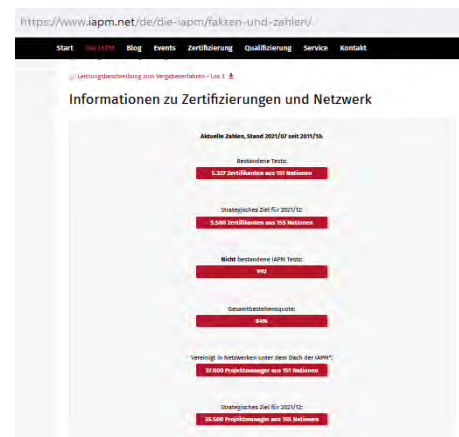 https://www.iapm.net/de/die-iapm/fakten-und-zahlen/
Start Die IAPM Blog Events Zertifizierung Qualifizierung Service Kontakt
Leistungsbeschreibung zum Vergabeverfahren - Los 3
Informationen zu Zertifizierungen und Netzwerk
Aktuelle Zahlen, Stand 2021/07 seit 2011/10:
Bestandene Tests:
5.327 Zertifikanten aus 151 Nationen
Strategisches Ziel für 2021/12:
5.500 Zertifikanten aus 155 Nationen
Nicht bestandene IAPM Tests:
992
Gesamtbestehensquote:
84%
Vereinigt in Netzwerken unter dem Dach der IAPM*:
37.000 Projektmanager aus 151 Nationen
Strategisches Ziel für 2021/12:
35.500 Projektmanager aus 155 Nationen